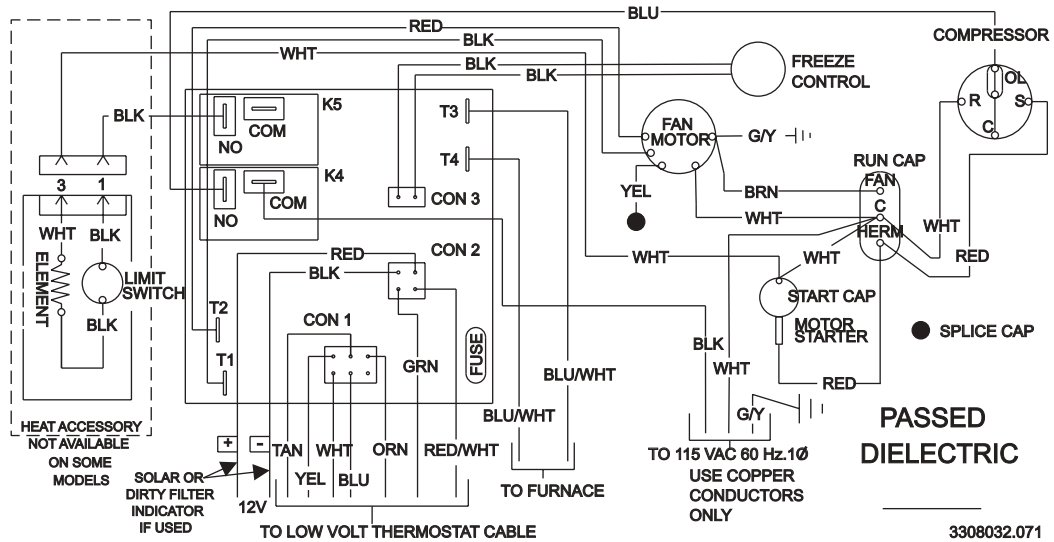 BLU
RED
BLK
WHT
COMPRESSOR
BLK
BLK
FREEZE
CONTROL
OL
R
S
C
BLK
K5
COM
NO
T3
T4
FAN
MOTOR
G/Y
RUN CAP
FAN
C
HERM
K4
COM
NO
CON 3
YEL
BRN
WHT
3
1
WHT
BLK
ELEMENT
LIMIT
SWITCH
BLK
RED
BLK
CON 2
WHT
WHT
WHT
RED
START CAP
MOTOR
STARTER
SPLICE CAP
T2
T1
CON 1
GRN
FUSE
BLU/WHT
BLU/WHT
BLK
WHT
RED
G/Y
PASSED
DIELECTRIC
HEAT ACCESSORY
NOT AVAILABLE
ON SOME
MODELS
+
-
TAN
YEL
WHT
BLU
ORN
RED/WHT
SOLAR OR
DIRTY FILTER
INDICATOR
IF USED
12V
TO LOW VOLT THERMOSTAT CABLE
TO FURNACE
TO 115 VAC 60 Hz.1Ø
USE COPPER
CONDUCTORS
ONLY
3308032.071